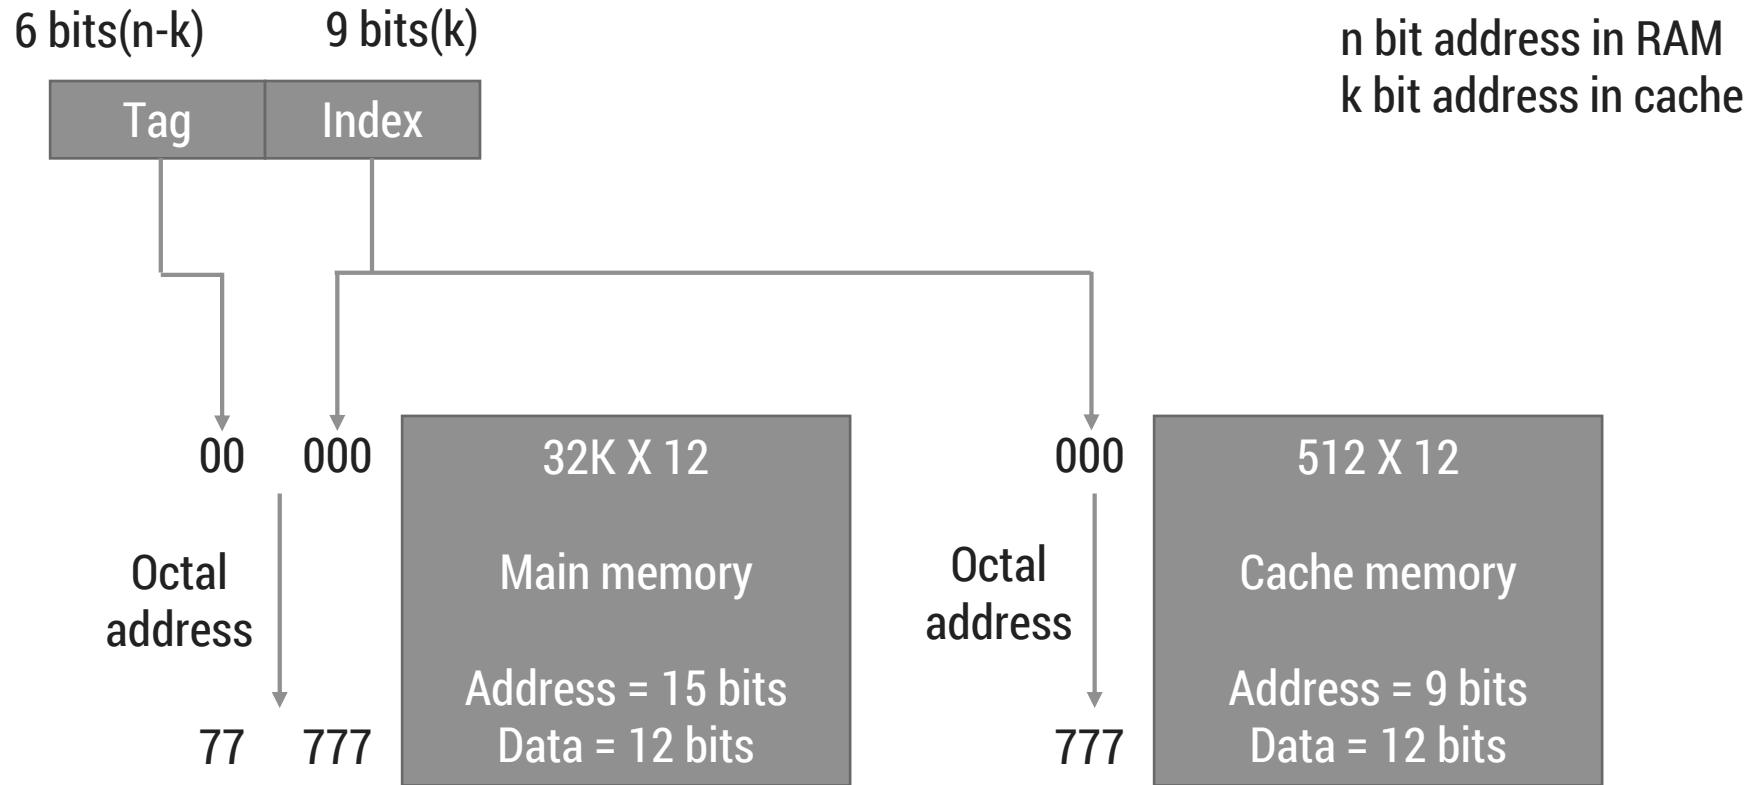 6 bits(n-k)
9 bits(k)
n bit address in RAM
k bit address in cache
Tag
Index
00
000
32K X 12
000
512 X 12
Octal
address
Main memory
Octal
address
Cache memory
Address = 15 bits
Address = 9 bits
77
777
Data = 12 bits
777
Data = 12 bits